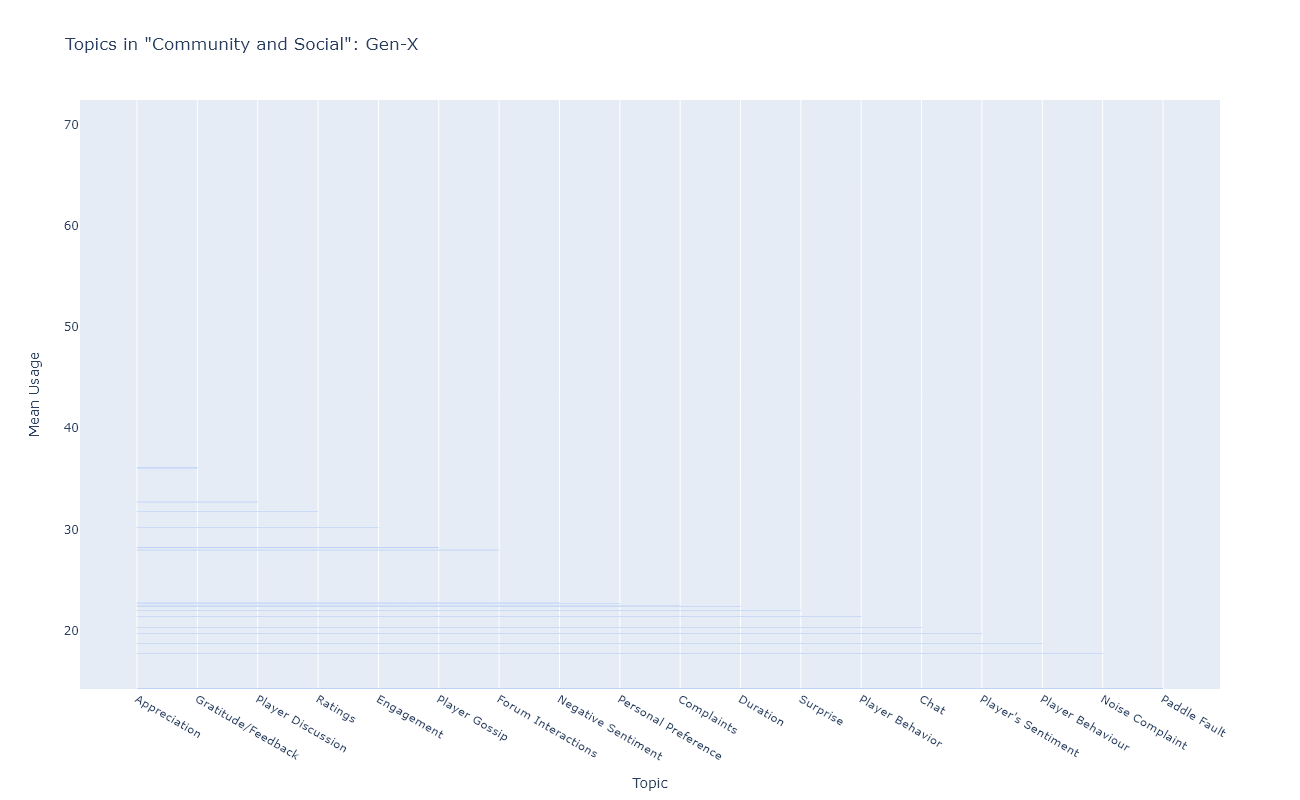 Topics in "Community and Social": Gen-X
70
60
50
40
30
20
Mean Usage
Appreciation
Gratitude/Feedback
Player Discussion
Ratings
Engagement
Player Gossip
Forum Interactions
Negative Sentiment
Personal Preference
Complaints
Duration
Surprise
Player Behavior
Chat
Player's Sentiment
Player Behaviour
Noise Complaint
Paddle Fault
Topic